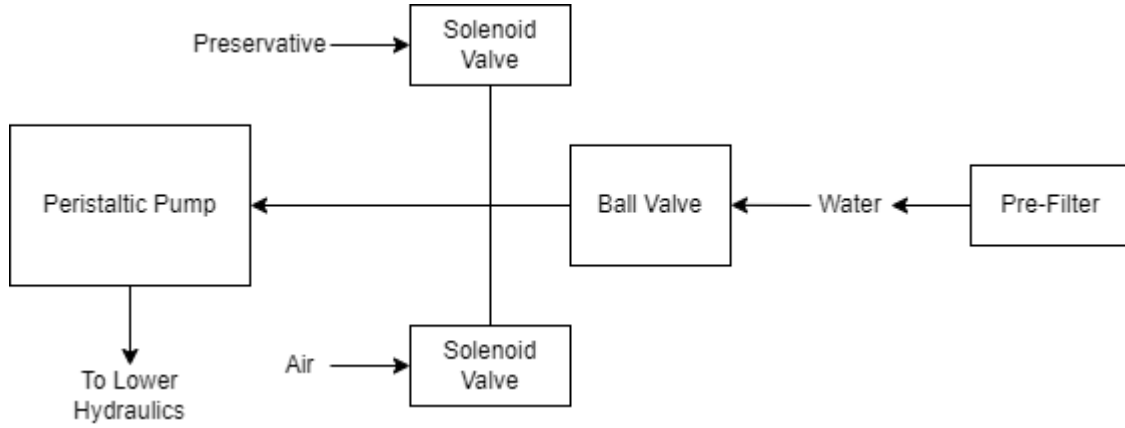 Preservative
Solenoid
Valve
Peristaltic Pump
Ball Valve
Water
Pre-Filter
Air
Solenoid
Valve
To Lower
Hydraulics